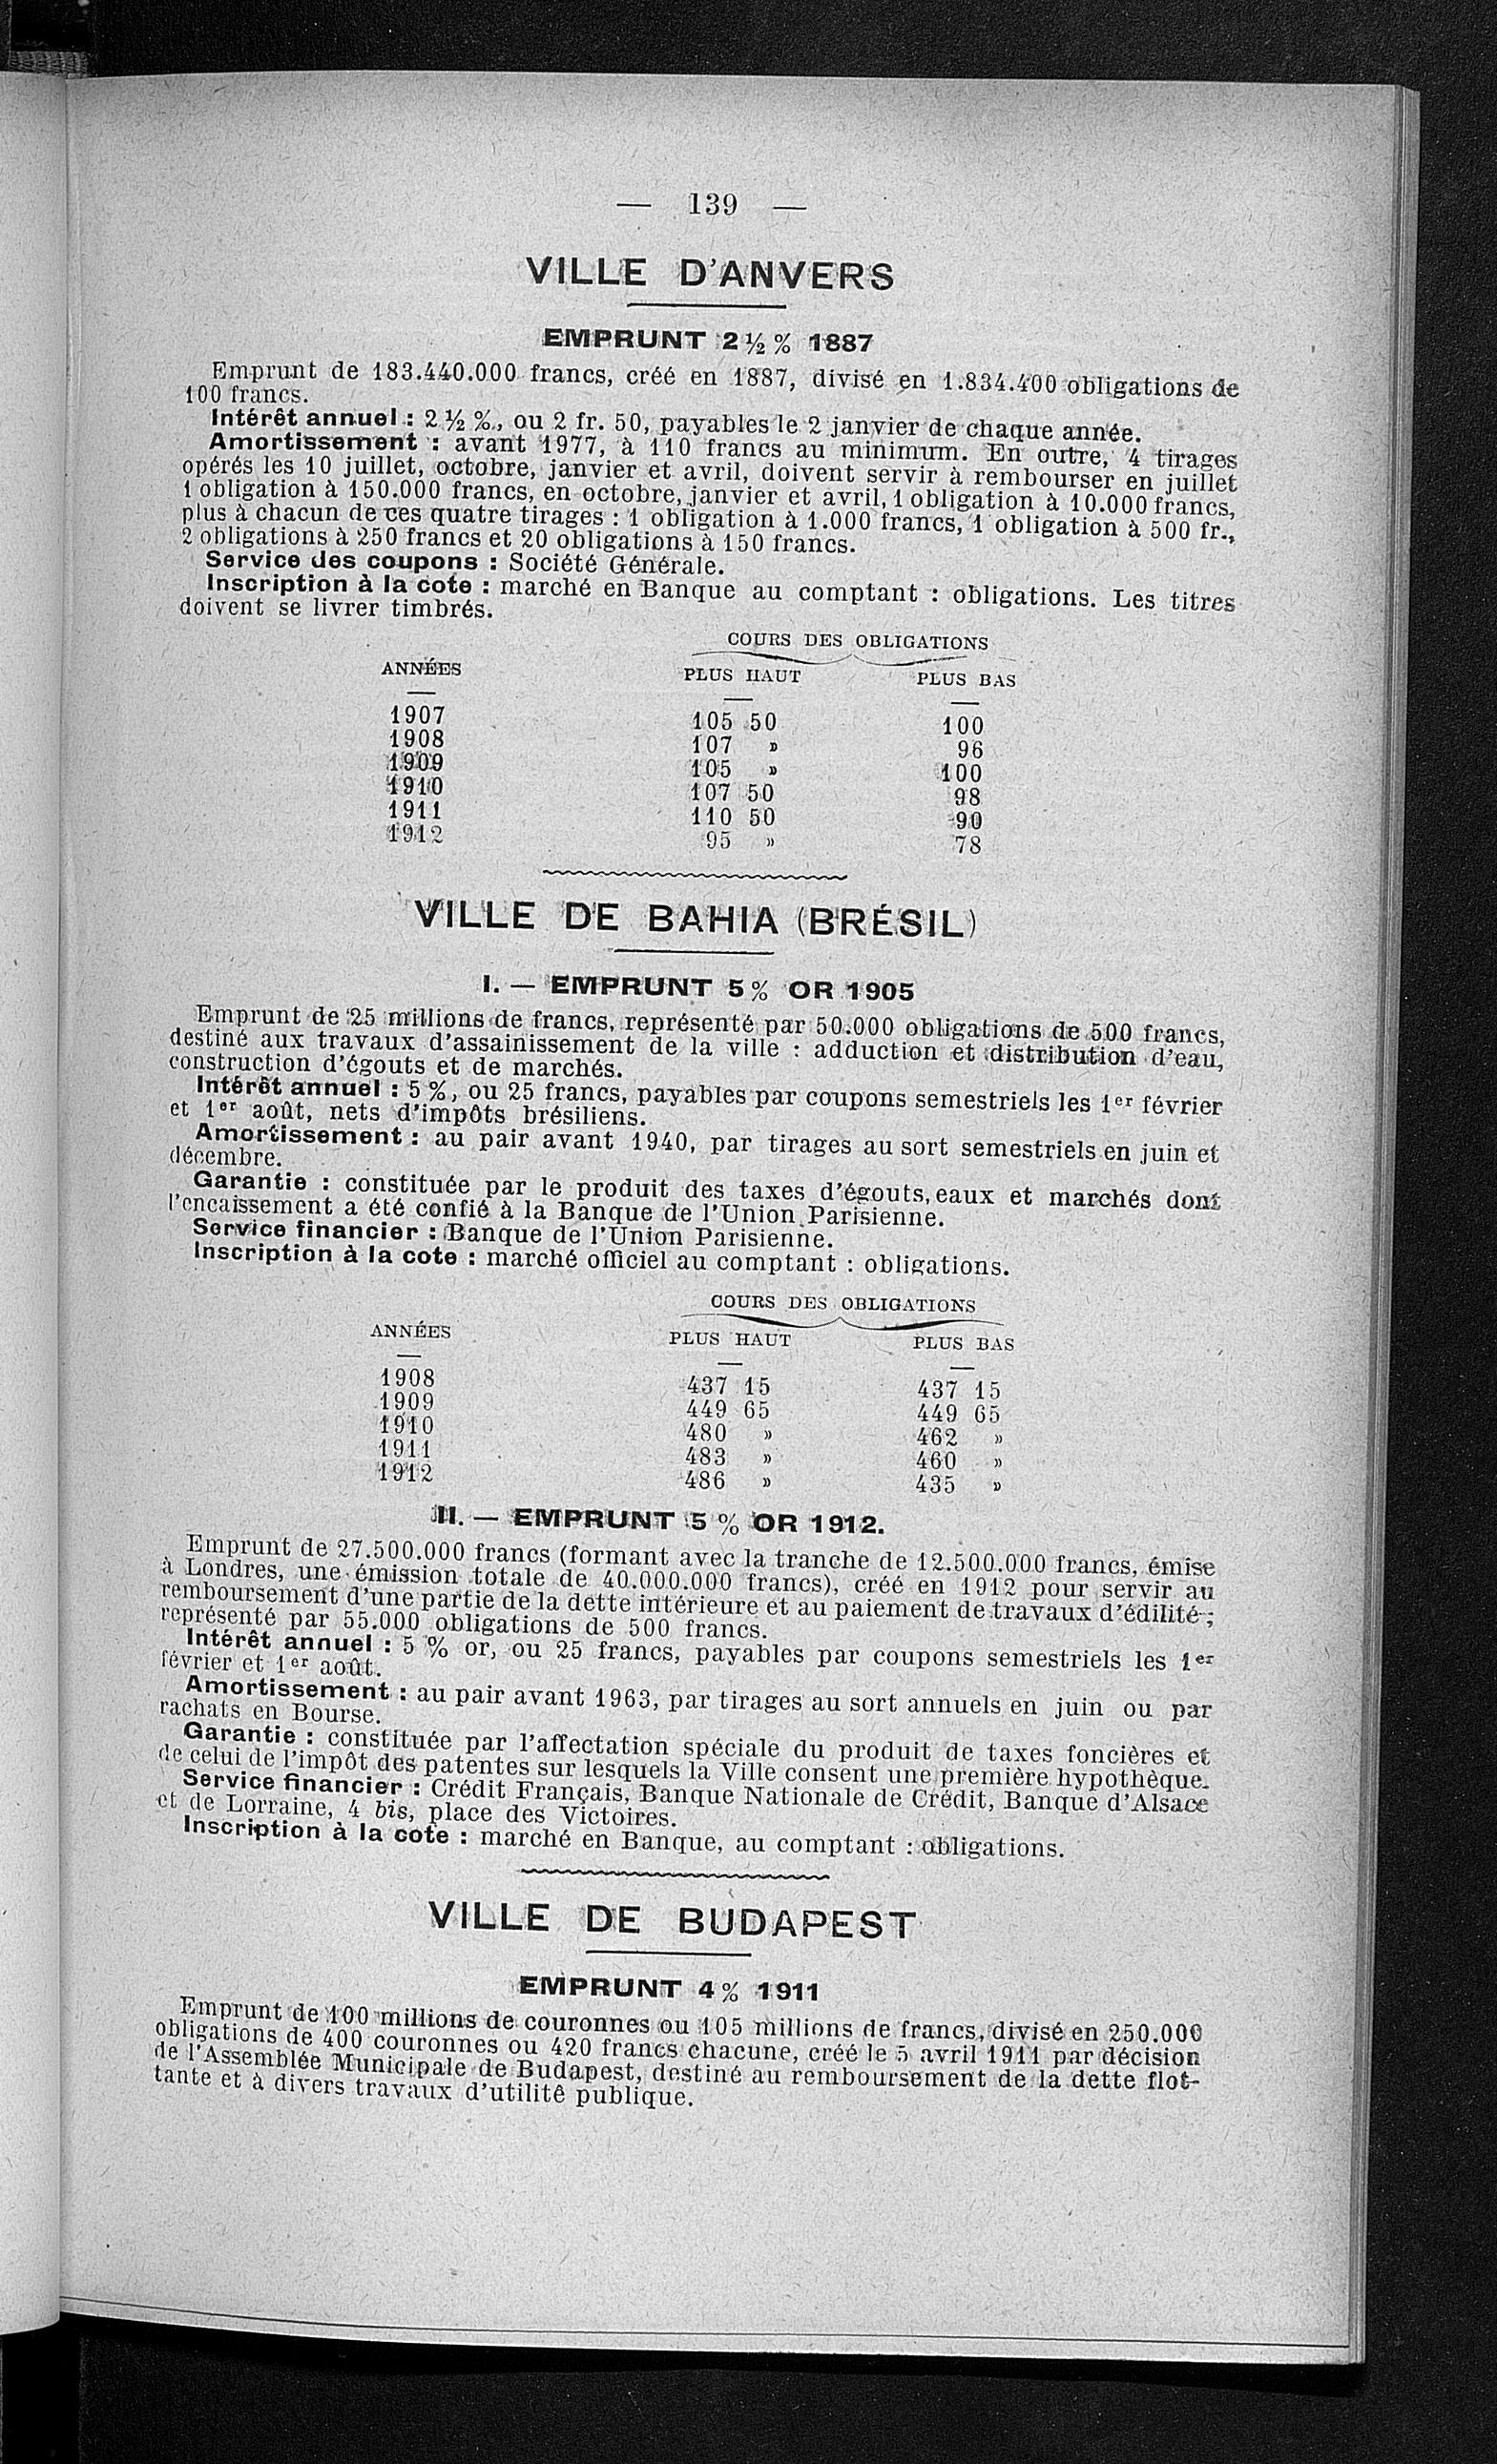 — 139 —
VILLE D'ANVERS
EMPRUNT 2 ½ % 1887
Emprunt de 183.440.000 francs, créé en 1887, divisé en 1.834.400 obligations de
100 francs.
Intérêt annuel : 2 ½ %, ou 2 fr. 50, payables le 2 janvier de chaque année.
Amortissement : avant 1977, à 110 francs au minimum. En outre, 4 tirages
opérés les 10 juillet, octobre, janvier et avril, doivent servir à rembourser en juillet
1 obligation à 150.000 francs, en octobre, janvier et avril, 1 obligation à 10.000 francs,
plus à chacun de ces quatre tirages : 1 obligation à 1.000 francs, 1 obligation à 500 fr.,
2 obligations à 250 francs et 20 obligations à 150 francs.
Service des coupons : Société Générale.
Inscription à la cote : marché en Banque au comptant : obligations. Les titres
doivent se livrer timbrés.
COURS DES OBLIGATIONS
ANNÉES PLUS HAUT PLUS BAS
1907 105 50 100
1908 107 » 96
1909 105 » 100
1910 107 50 98
1911 110 50 90
1912 95 » 78
VILLE DE BAHIA (BRÉSIL)
I. — EMPRUNT 5 % OR 1905
Emprunt de 25 millions de francs, représenté par 50.000 obligations de 500 francs,
destiné aux travaux d'assainissement de la ville : adduction et distribution d'eau,
construction d'égouts et de marchés.
Intérêt annuel : 5 %, ou 25 francs, payables par coupons semestriels les 1er février
et 1er août, nets d'impôts brésiliens.
Amortissement : au pair avant 1940, par tirages au sort semestriels en juin et
décembre.
Garantie : constituée par le produit des taxes d'égouts, eaux et marchés dont
l'encaissement a été confié à la Banque de l'Union Parisienne.
Service financier : Banque de l'Union Parisienne.
Inscription à la cote : marché officiel au comptant : obligations.
COURS DES OBLIGATIONS
ANNÉES PLUS HAUT PLUS BAS
1908 437 15 437 15
1909 449 65 449 65
1910 480 » 462 »
1911 483 » 460 »
1912 486 » 435 »
II. — EMPRUNT 5 % OR 1912.
Emprunt de 27.500.000 francs (formant avec la tranche de 12.500.000 francs, émise
à Londres, une émission totale de 40.000.000 francs), créé en 1912 pour servir au
remboursement d'une partie de la dette intérieure et au paiement de travaux d'édilité ;
représenté par 55.000 obligations de 500 francs.
Intérêt annuel : 5 % or, ou 25 francs, payables par coupons semestriels les 1er
février et 1er août.
Amortissement : au pair avant 1963, par tirages au sort annuels en juin ou par
rachats en Bourse.
Garantie : constituée par l'affectation spéciale du produit de taxes foncières et
de celui de l'impôt des patentes sur lesquels la Ville consent une première hypothèque.
Service financier : Crédit Français, Banque Nationale de Crédit, Banque d'Alsace
et de Lorraine, 4 bis, place des Victoires.
Inscription à la cote : marché en Banque, au comptant : obligations.
VILLE DE BUDAPEST
EMPRUNT 4 % 1911
Emprunt de 100 millions de couronnes ou 105 millions de francs, divisé en 250.000
obligations de 400 couronnes ou 420 francs chacune, créé le 5 avril 1911 par décision
de l'Assemblée Municipale de Budapest, destiné au remboursement de la dette flot-
tante et à divers travaux d'utilité publique.